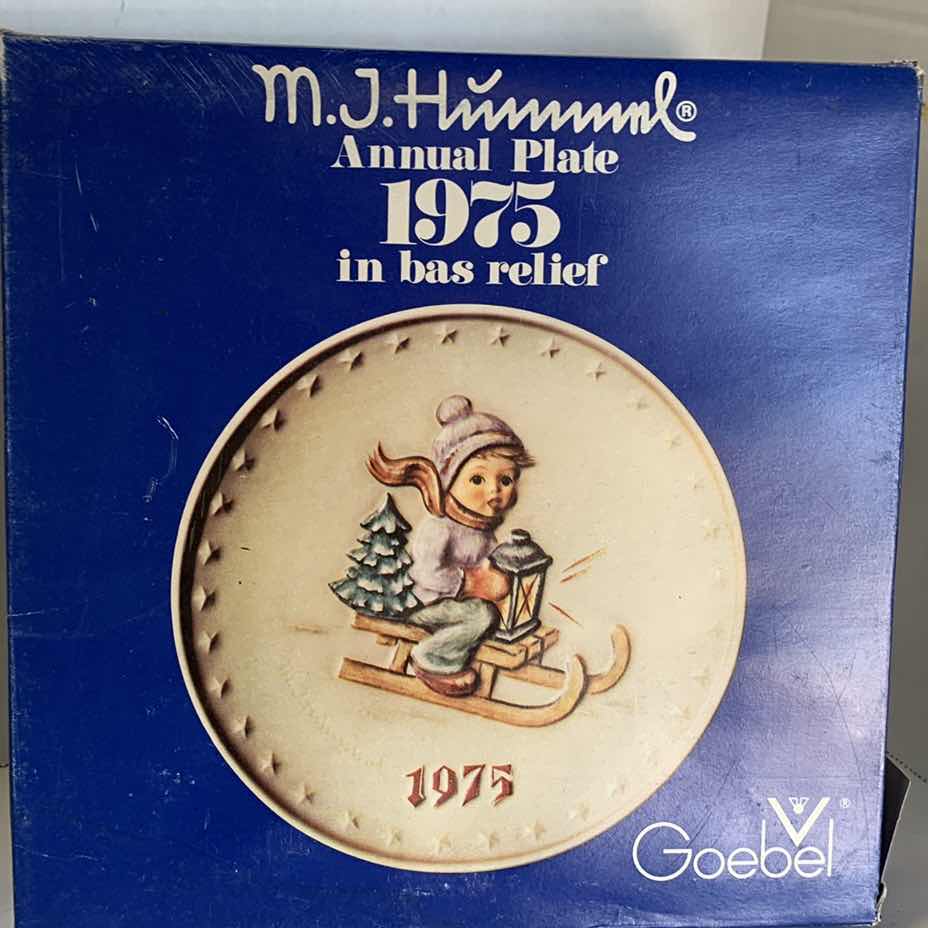 M.J.Hummel®
Annual Plate
1975
in bas relief
1975
Goebel®